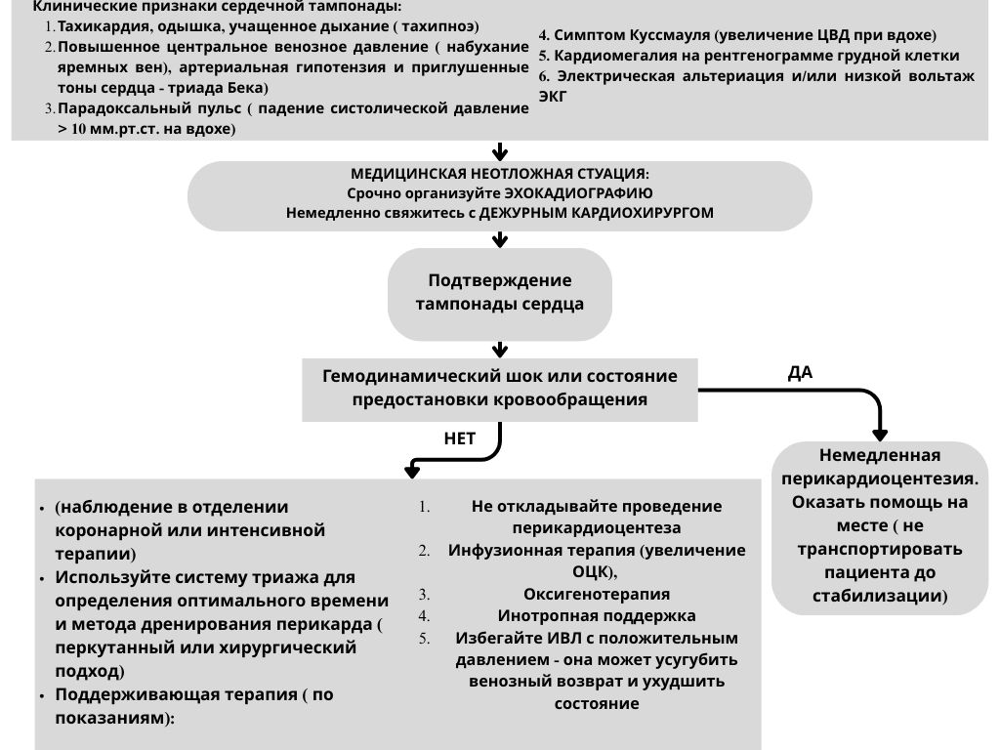 Клинические признаки сердечной тампонады:
1. Тахикардия, одышка, учащенное дыхание ( тахипноз)
2. Повышенное центральное венозное давление ( набухание
яремных вен), артериальная гипотензия и приглушенные
тоны сердца - триада Бека)
3. Парадоксальный пульс ( падение систолической давление
> 10 мм.рт.ст. на вдохе)
4. Симптом Куссмауля (увеличение ЦВД при вдохе)
5. Кардиомегалия на рентгенограмме грудной клетки
6. Электрическая альтериация и/или низкой вольтаж
ЭКГ
МЕДИЦИНСКАЯ НЕОТЛОЖНАЯ СТУАЦИЯ:
Срочно организуйте ЭХОКАДИОГРАФИЮ
Немедленно свяжитесь с ДЕЖУРНЫМ КАРДИОХИРУРГОМ
Подтверждение
тампонады сердца
Гемодинамический шок или состояние
предостановки кровообращения
ДА
НЕТ
Немедленная
перикардиоцентезия.
Оказать помощь на
месте ( не
транспортировать
пациента до
стабилизации)
• (наблюдение в отделении
коронарной или интенсивной
терапии)
• Используйте систему триажа для
определения оптимального времени
и метода дренирования перикарда (
перкутанный или хирургический
подход)
• Поддерживающая терапия ( по
показаниям):
1. Не откладывайте проведение
перикардиоцентеза
2. Инфузионная терапия (увеличение
ОЦК),
3. Оксигенотерапия
4. Инотропная поддержка
5. Избегайте ИВЛ с положительным
давлением - она может усугубить
венозный возврат и ухудшить
состояние